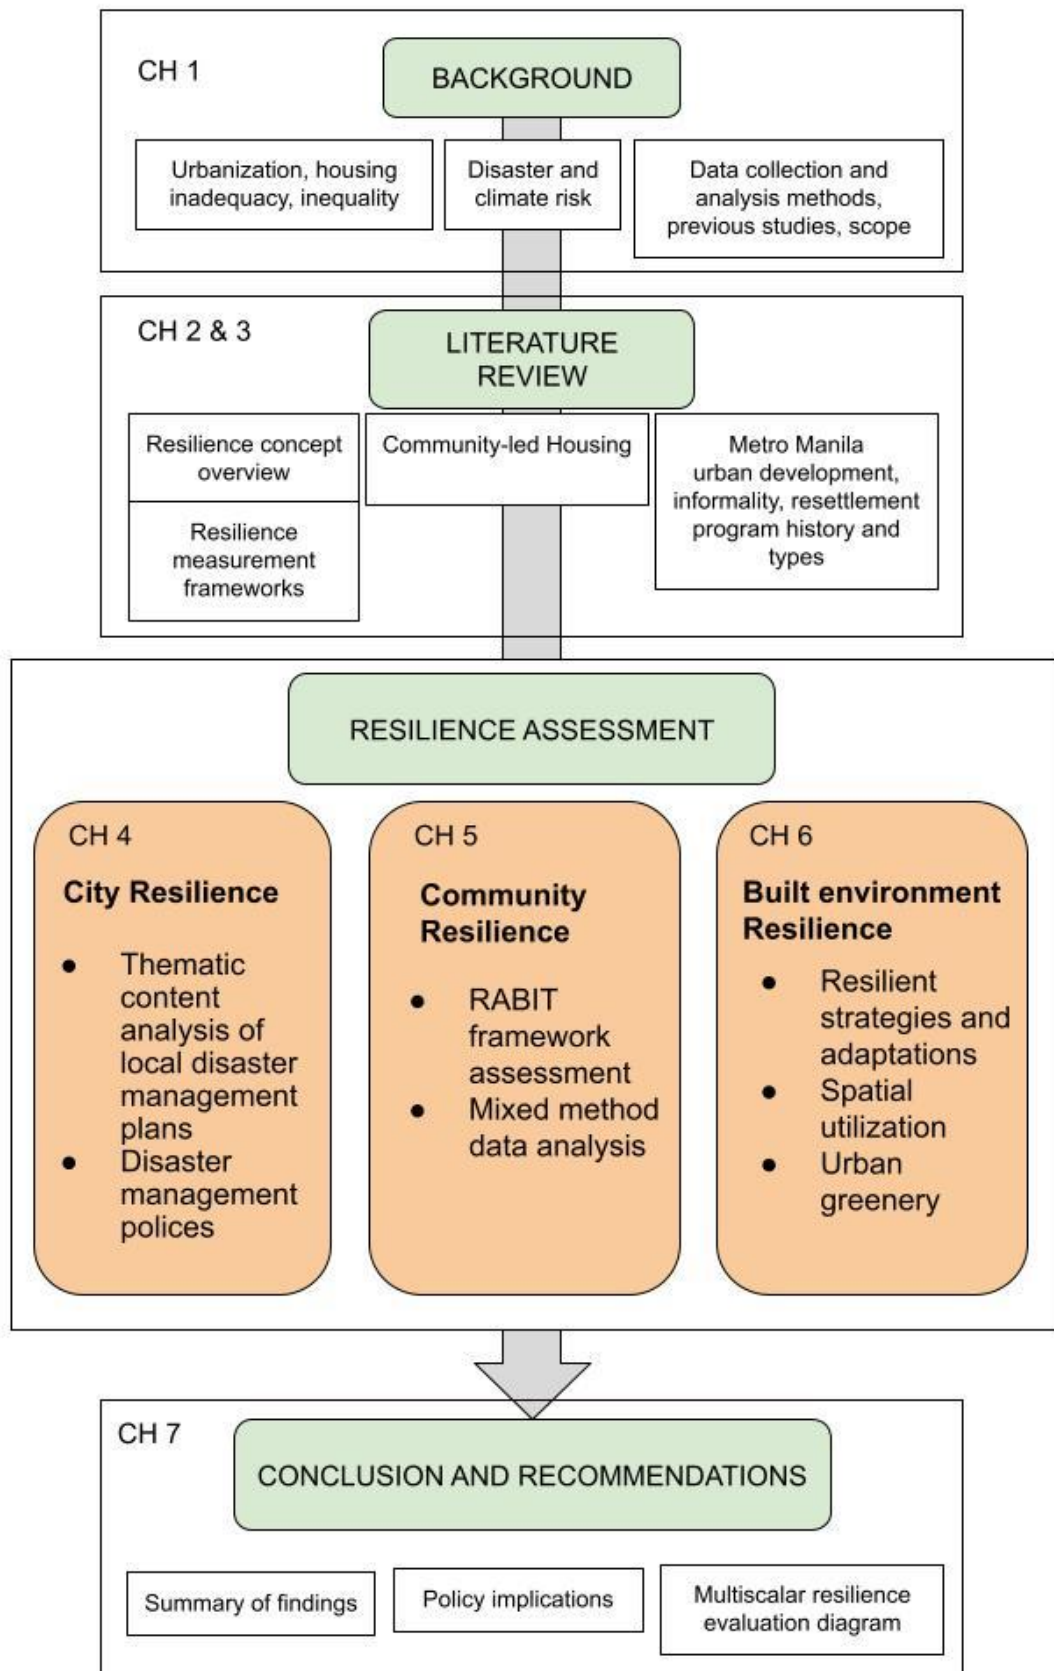 CH 1
BACKGROUND
Urbanization, housing
inadequacy, inequality
Disaster and
climate risk
Data collection and
analysis methods,
previous studies, scope
CH 2 & 3
LITERATURE
REVIEW
Resilience concept
overview
Resilience
measurement
frameworks
Community-led Housing
Metro Manila
urban development,
informality, resettlement
program history and
types
RESILIENCE ASSESSMENT
CH 4
City Resilience
● Thematic
content
analysis of
local disaster
management
plans
● Disaster
management
polices
CH 5
Community
Resilience
● RABIT
framework
assessment
● Mixed method
data analysis
CH 6
Built environment
Resilience
● Resilient
strategies and
adaptations
● Spatial
utilization
● Urban
greenery
CH 7
CONCLUSION AND RECOMMENDATIONS
Summary of findings
Policy implications
Multiscalar resilience
evaluation diagram